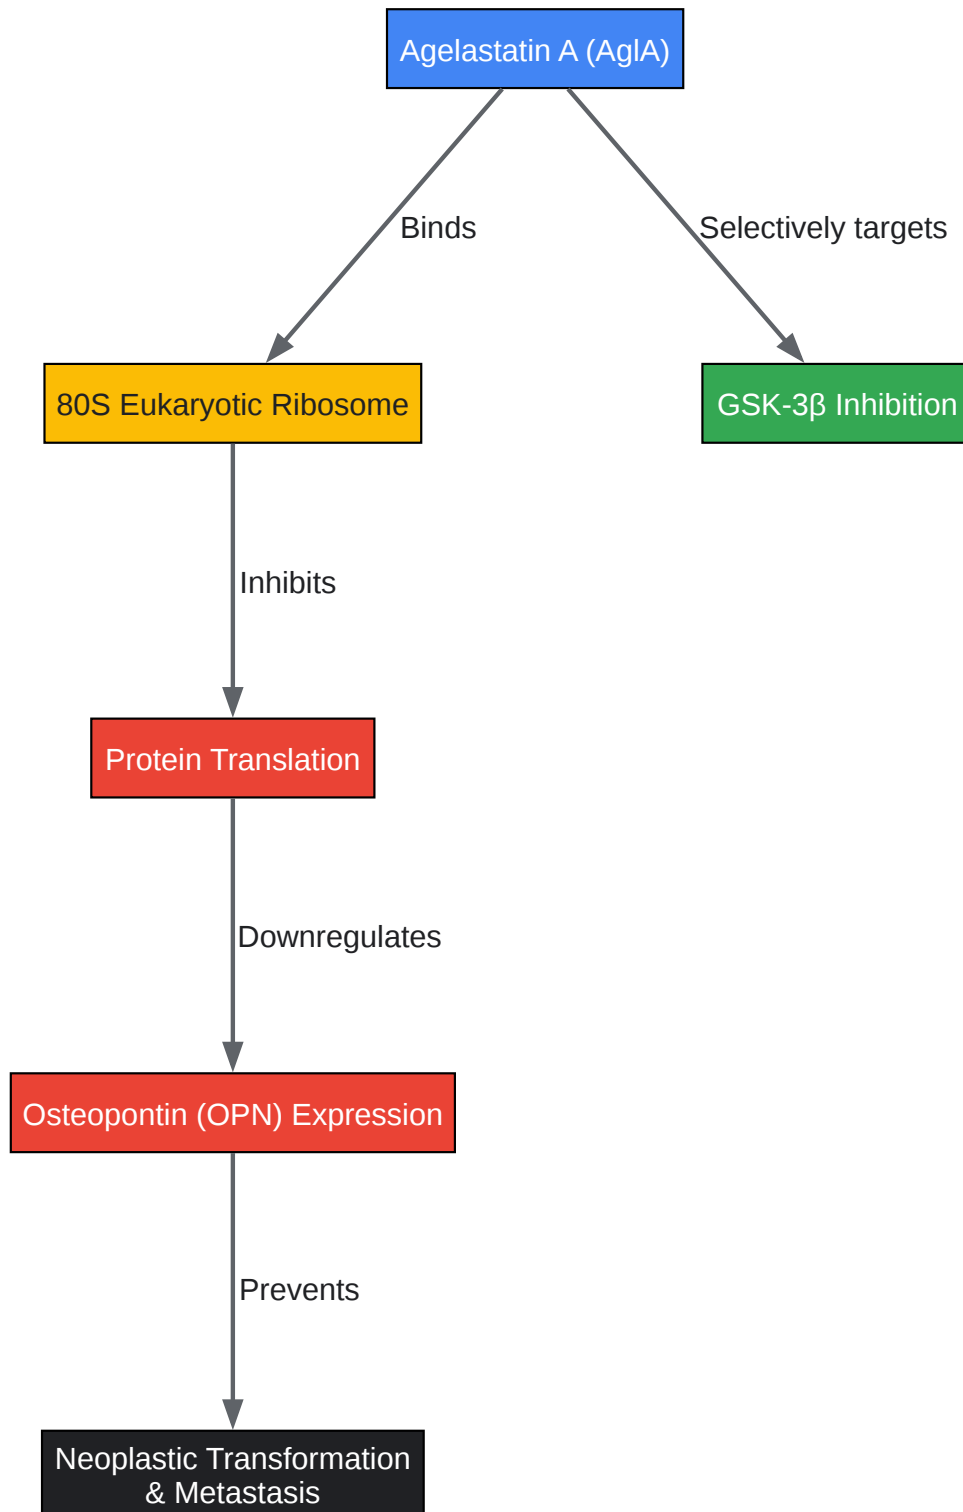 Agelastatin A (AglA)
Binds
Selectively targets
80S Eukaryotic Ribosome
GSK-3β Inhibition
Inhibits
Protein Translation
Downregulates
Osteopontin (OPN) Expression
Prevents
Neoplastic Transformation
& Metastasis